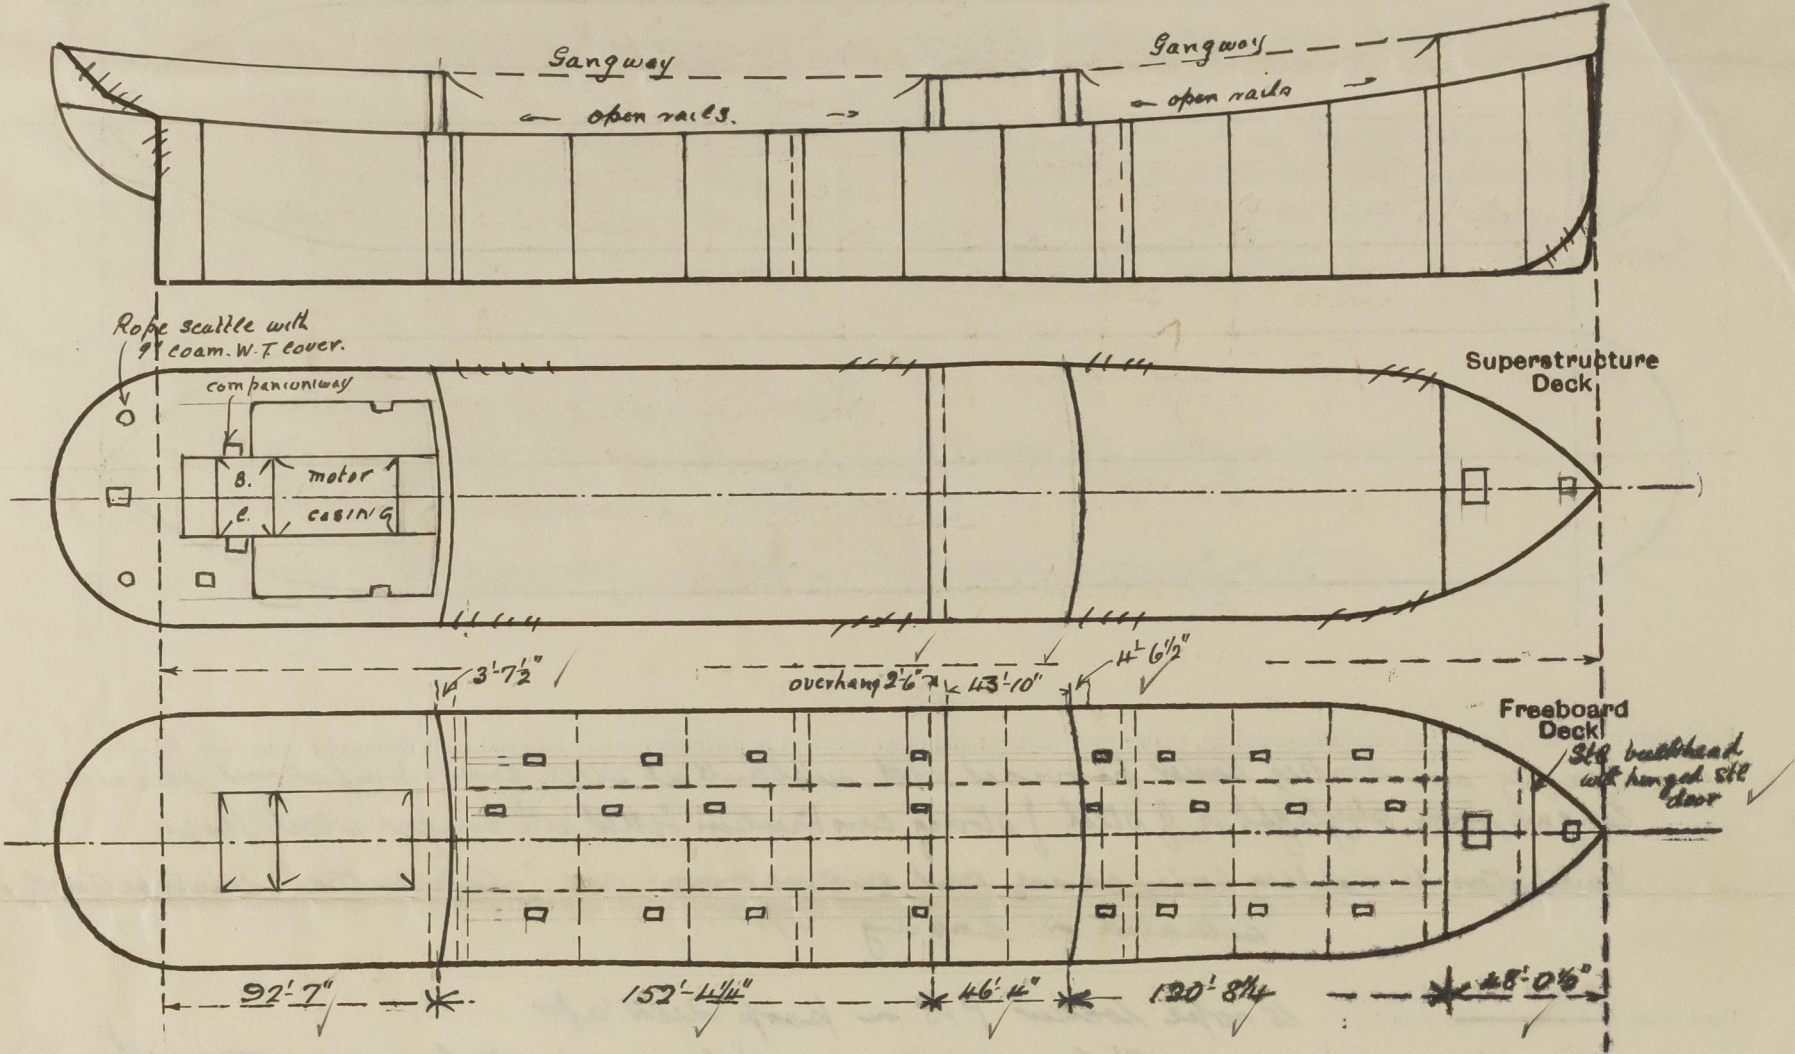 Gangway
Gangway
← open rails. →
← open rails →
Rope scuttle with
9" coam. W.T. cover.
companionway
Superstructure
Deck
B. motor
C. casing
3'-7½"
overhang 2'-6"
43'-10"
4'-6½"
Freeboard
Deck
Stl bulkhead
with hinged stl
door
92'-7"
152'-4¼"
46'-4"
120'-8¼
48'-0½"